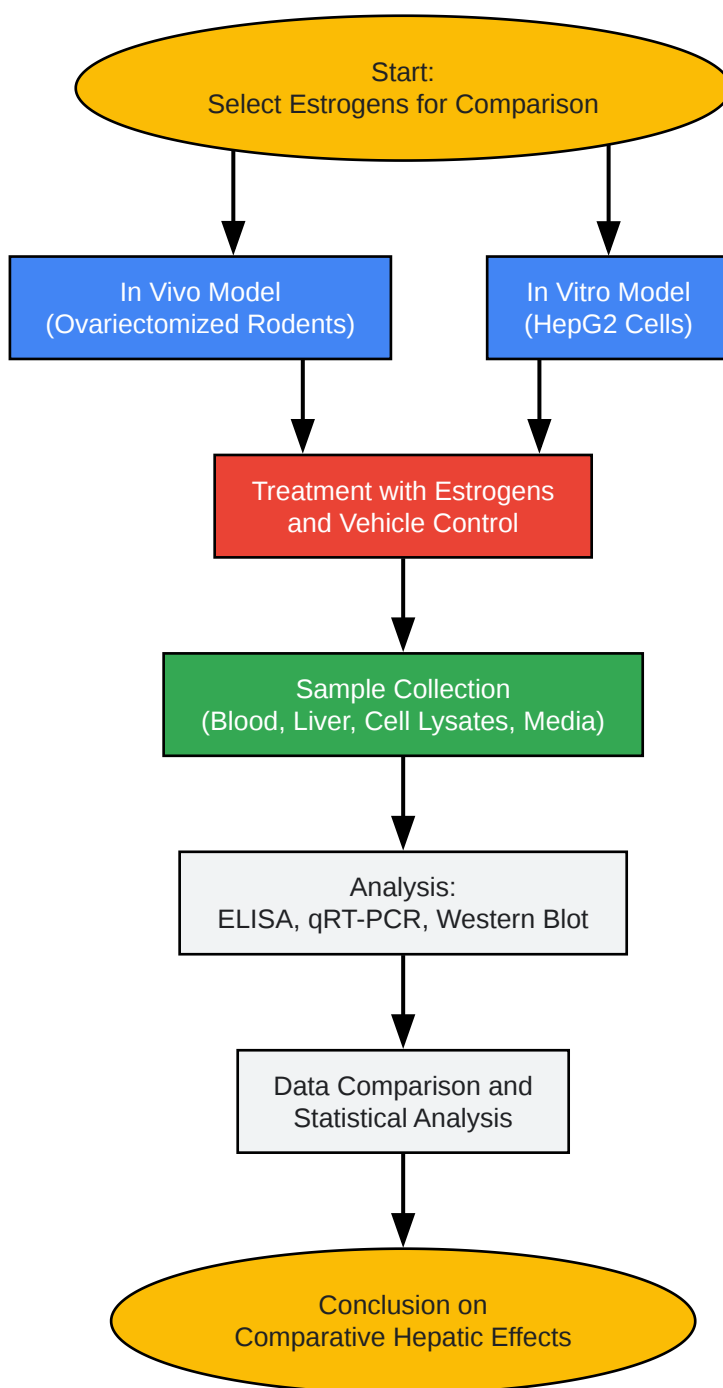 Start:
Select Estrogens for Comparison
In Vivo Model
(Ovariectomized Rodents)
In Vitro Model
(HepG2 Cells)
Treatment with Estrogens
and Vehicle Control
Sample Collection
(Blood, Liver, Cell Lysates, Media)
Analysis:
ELISA, qRT-PCR, Western Blot
Data Comparison and
Statistical Analysis
Conclusion on
Comparative Hepatic Effects